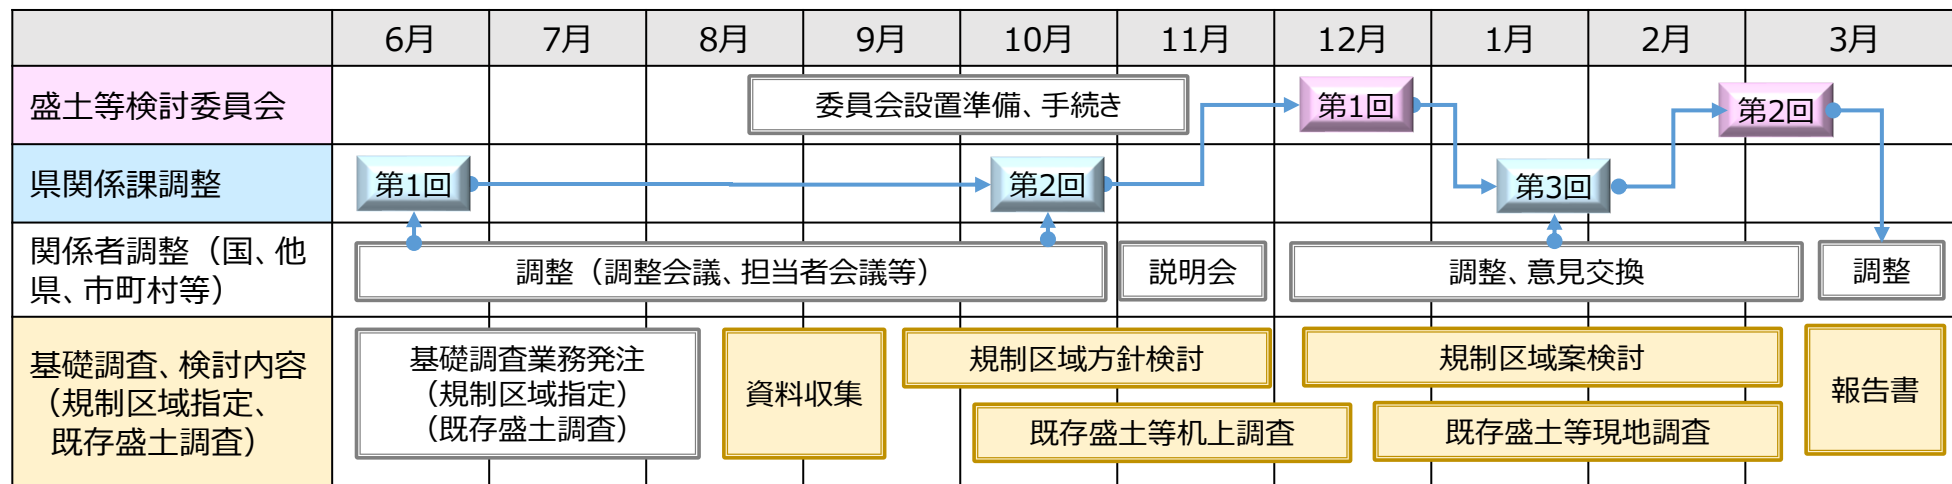 6月
7月
8月
9月
10月
11月
12月
1月
2月
3月
盛土等検討委員会
委員会設置準備、手続き
第1回
第2回
県関係課調整
第1回
第2回
第3回
関係者調整（国、他
県、市町村等）
調整（調整会議、担当者会議等）
説明会
調整、意見交換
調整
基礎調査、検討内容
（規制区域指定、
既存盛土調査）
基礎調査業務発注
（規制区域指定）
（既存盛土調査）
資料収集
規制区域方針検討
既存盛土等机上調査
規制区域案検討
既存盛土等現地調査
報告書